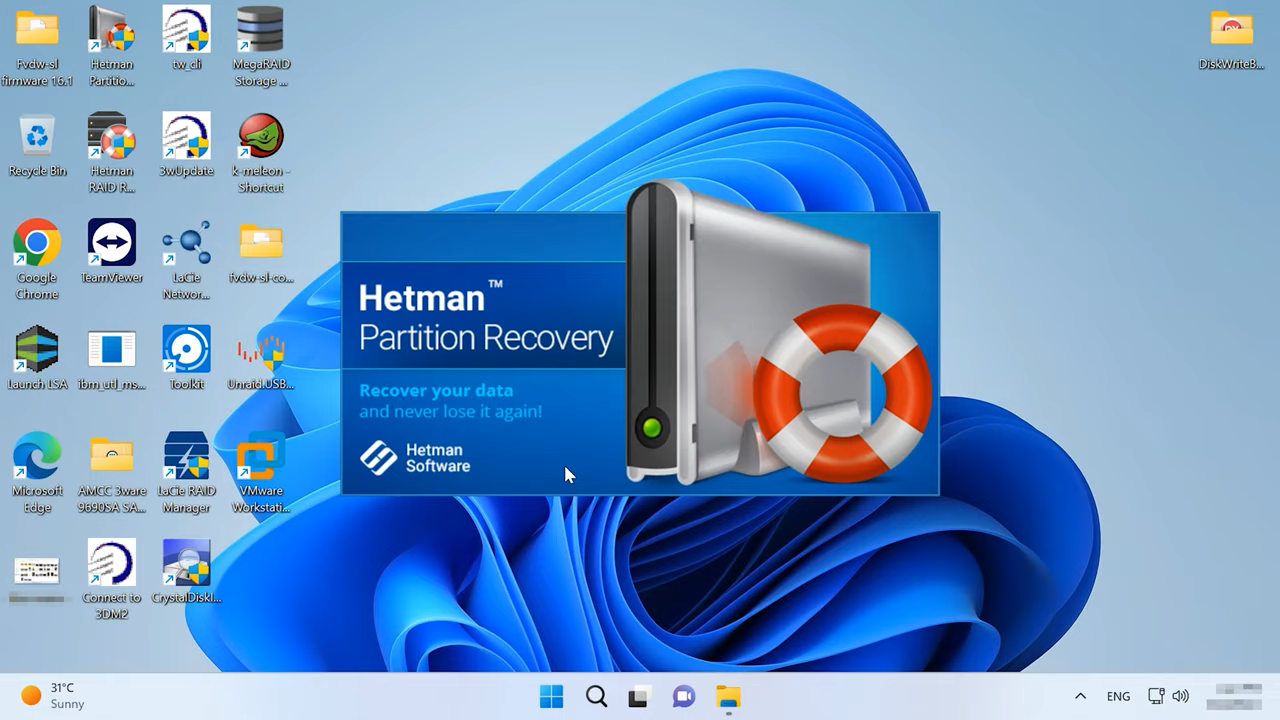 Fvdw-sl
firmware 16.1
Hetman
Partitio...
tw_cli
MegaRAID
Storage ...
DiskWriteB...
Recycle Bin
Hetman
RAID R...
3wUpdate
k-meleon -
Shortcut
Google
Chrome
TeamViewer
LaCie
Networ...
fvdw-sl-co...
Launch LSA
ibm_utl_ms...
Toolkit
Unraid.USB...
Microsoft
Edge
AMCC 3ware
9690SA SA...
LaCie RAID
Manager
VMware
Workstati...
Connect to
3DM2
CrystalDiskI...
Hetman™
Partition Recovery
Recover your data
and never lose it again!
Hetman
Software
31°C
Sunny
ENG